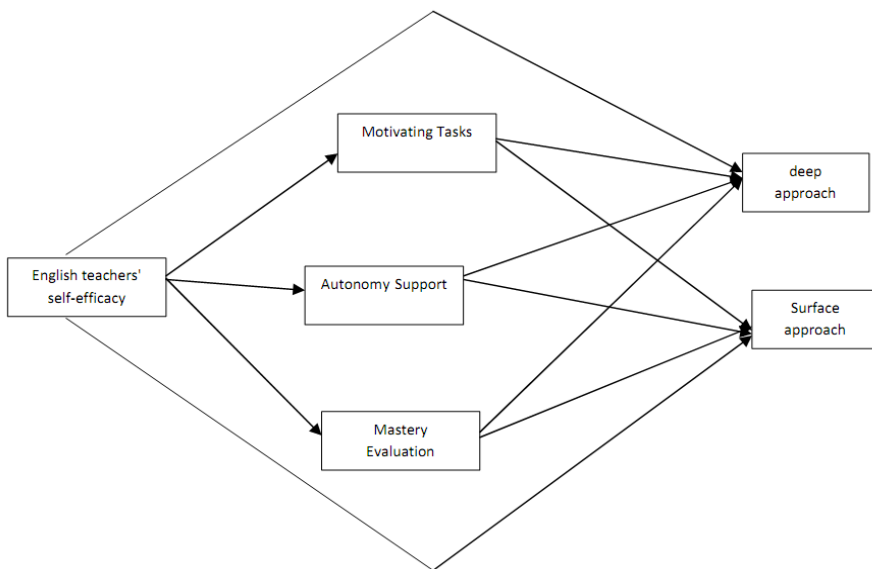 Motivating Tasks
deep
approach
English teachers'
self-efficacy
Autonomy Support
Surface
approach
Mastery
Evaluation